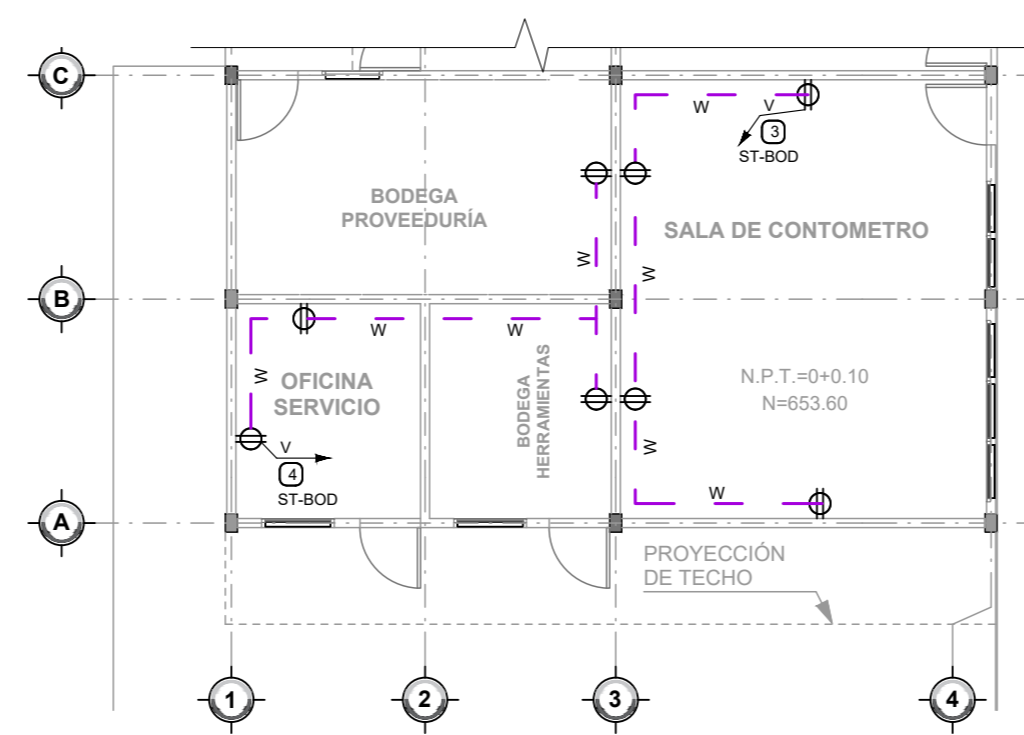 C
W
V
3
ST-BOD
BODEGA
PROVEEDURÍA
SALA DE CONTOMETRO
W
W
B
W
W
W
OFICINA
SERVICIO
BODEGA
HERRAMIENTAS
N.P.T.=0+0.10
N=653.60
V
4
ST-BOD
W
W
A
PROYECCIÓN
DE TECHO
1
2
3
4